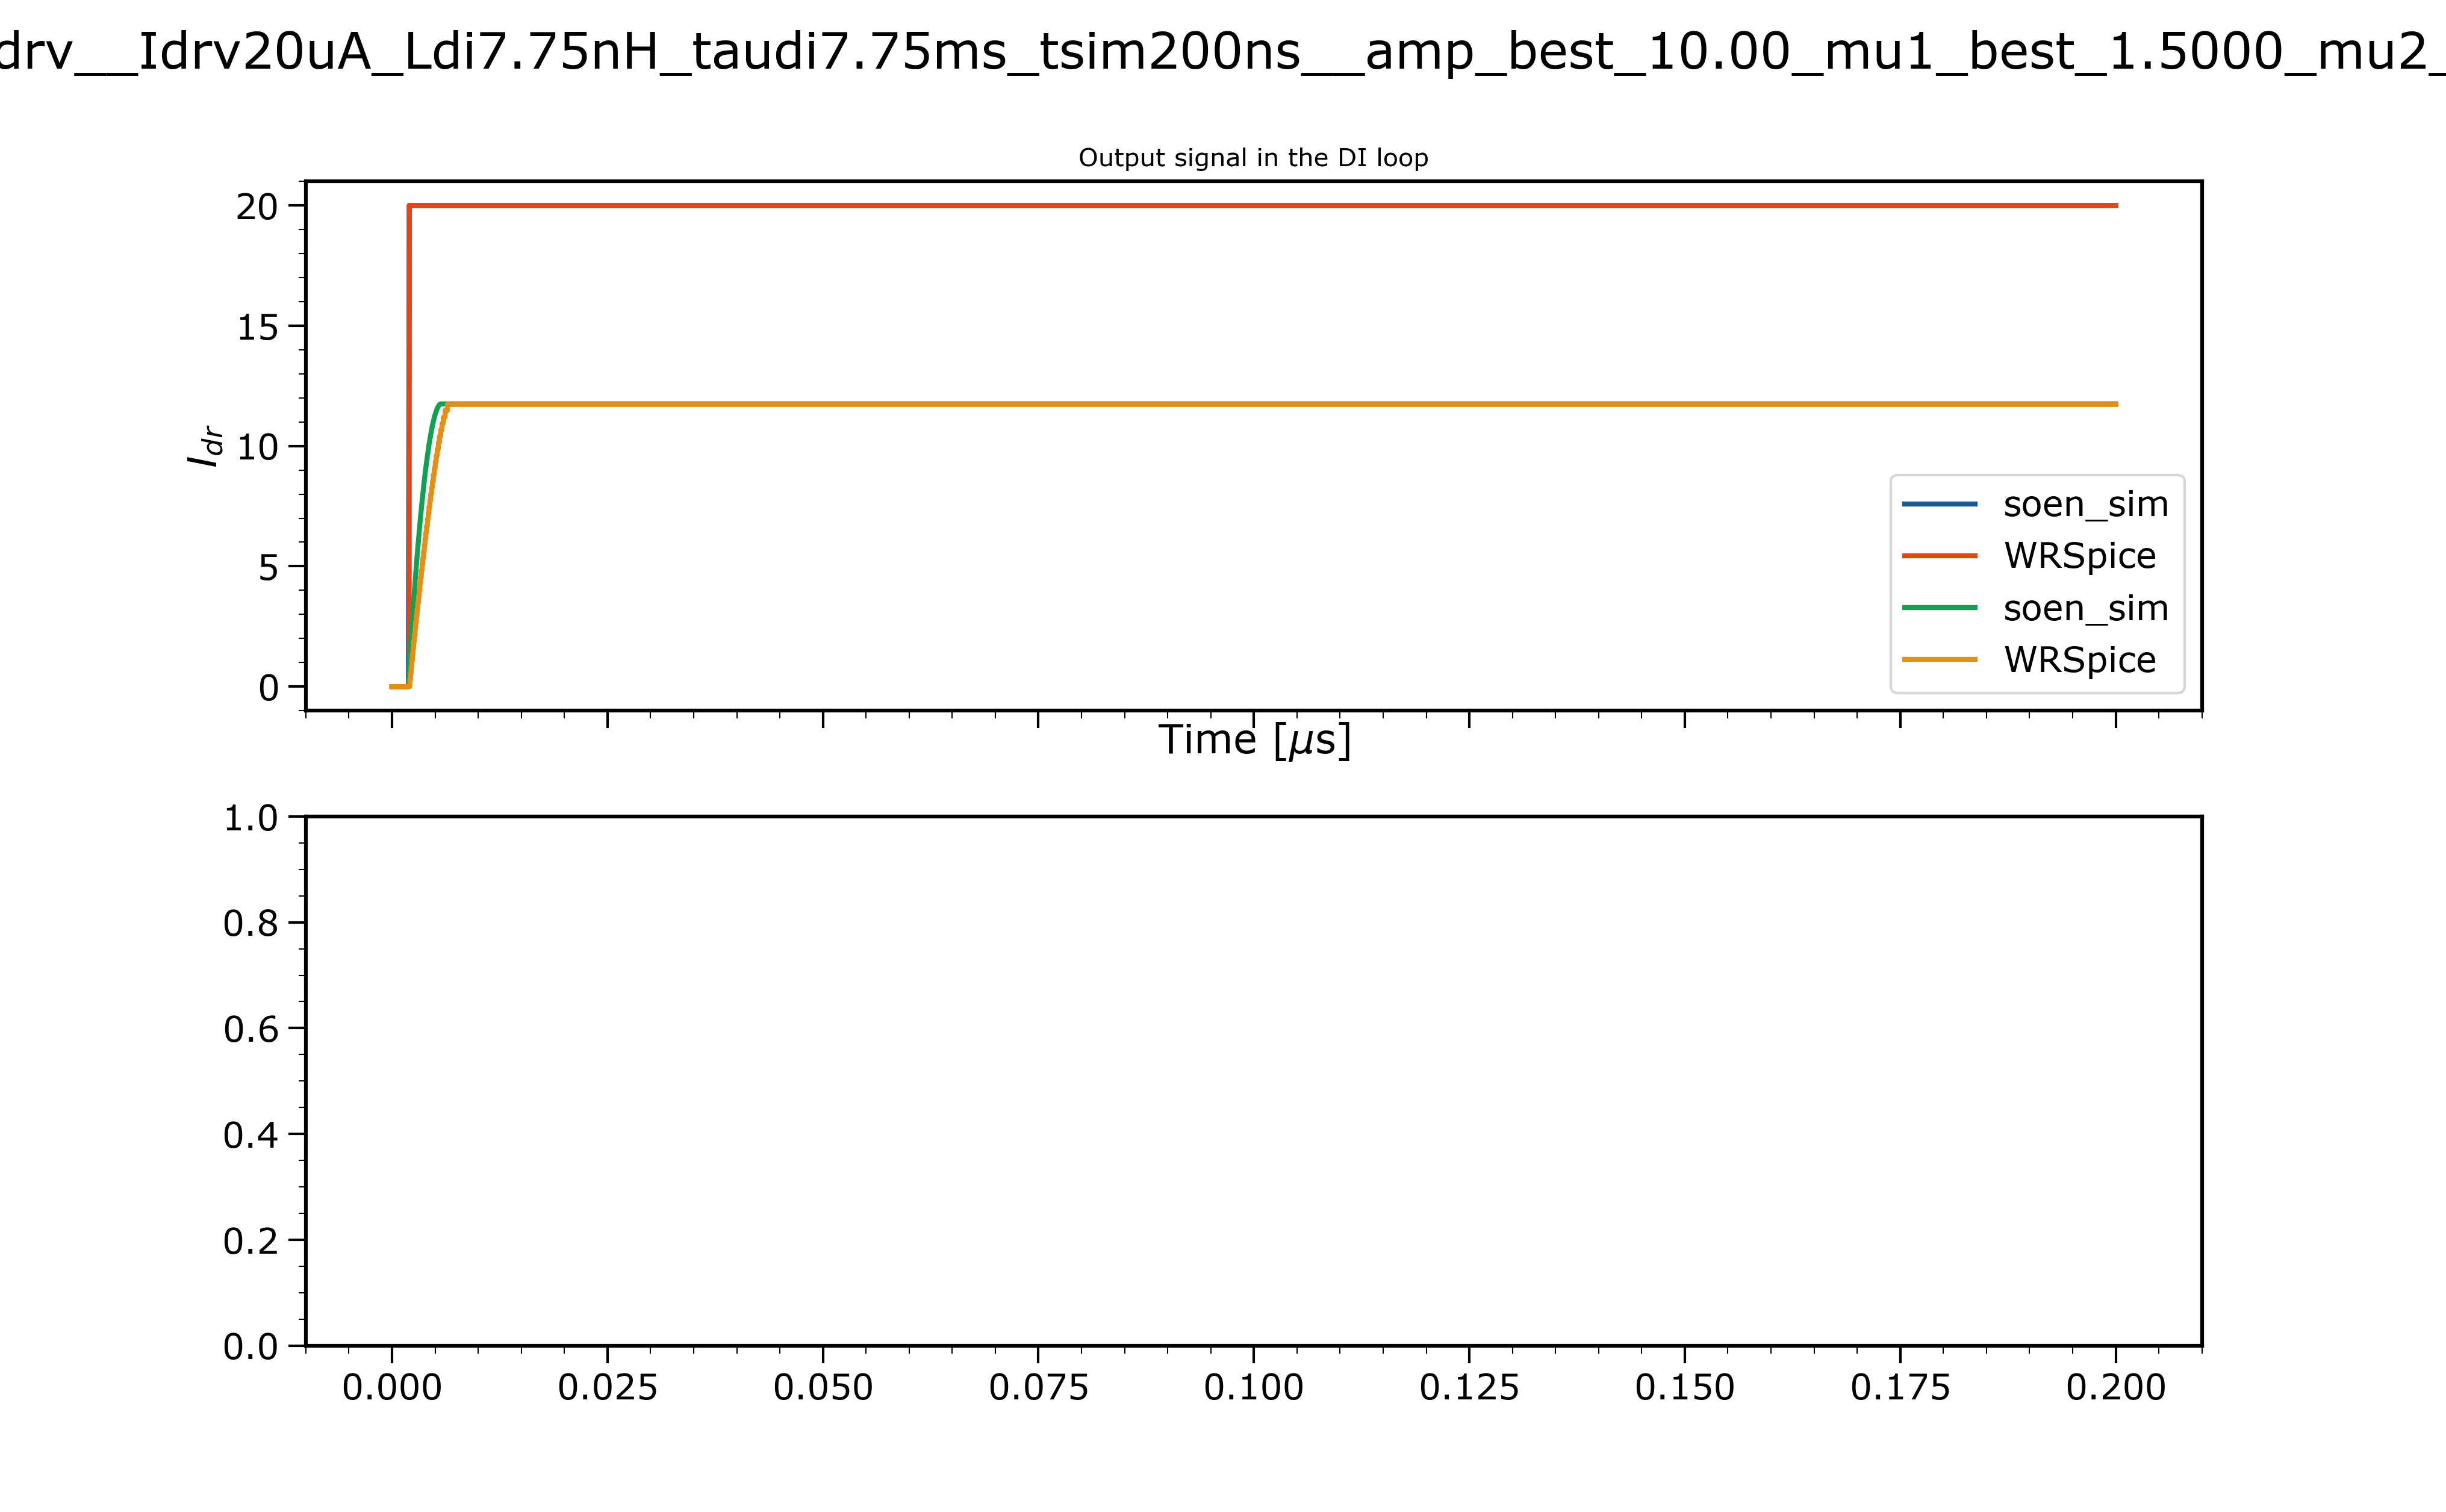 drv__Idrv20uA_Ldi7.75nH_taudi7.75ms_tsim200ns__amp_best_10.00_mu1_best_1.5000_mu2_
Output signal in the DI loop
20
15
10
5
0
I_{dr}
soen_sim
WRSpice
soen_sim
WRSpice
Time [μs]
1.0
0.8
0.6
0.4
0.2
0.0
0.000 0.025 0.050 0.075 0.100 0.125 0.150 0.175 0.200